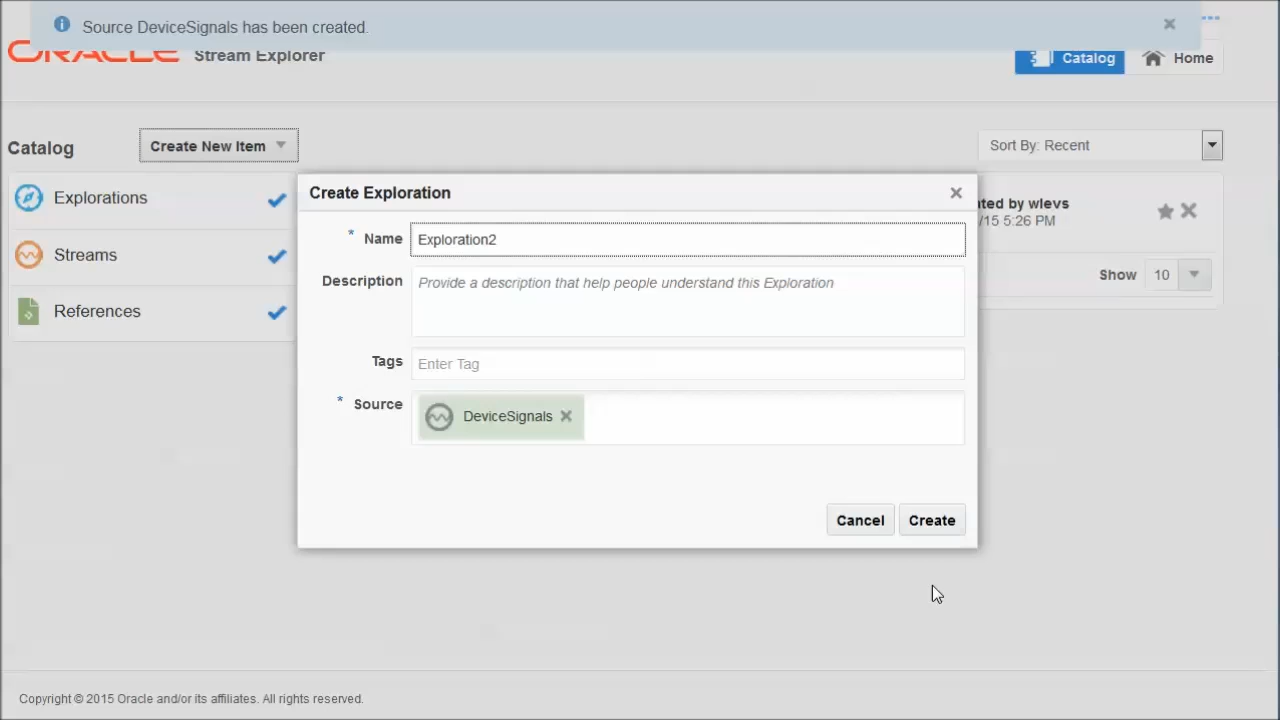 Source DeviceSignals has been created.
ORACLE Stream Explorer
Catalog Home
Catalog Create New Item Sort By: Recent
Explorations
Streams
References
Create Exploration
* Name Exploration2
Description Provide a description that help people understand this Exploration
Tags Enter Tag
* Source DeviceSignals
Cancel Create
by wlevs
/15 5:26 PM
Show 10
Copyright © 2015 Oracle and/or its affiliates. All rights reserved.